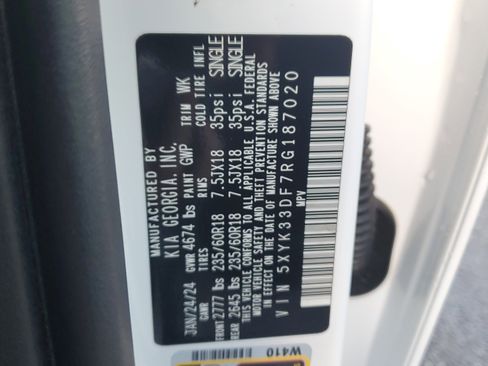 MANUFACTURED BY
KIA GEORGIA, INC.
JAN/24/24 GVWR 4674 lbs PAINT GWP TRIM WK
GAWR TIRES RIMS COLD TIRE INFL
FRONT 2777 lbs 235/60R18 7.5JX18 35psi SINGLE
REAR 2645 lbs 235/60R18 7.5JX18 35psi SINGLE
THIS VEHICLE CONFORMS TO ALL APPLICABLE U.S.A. FEDERAL
MOTOR VEHICLE SAFETY AND THEFT PREVENTION STANDARDS
IN EFFECT ON THE DATE OF MANUFACTURE SHOWN ABOVE
VIN 5XYK33DF7RG187020
MPV
W410